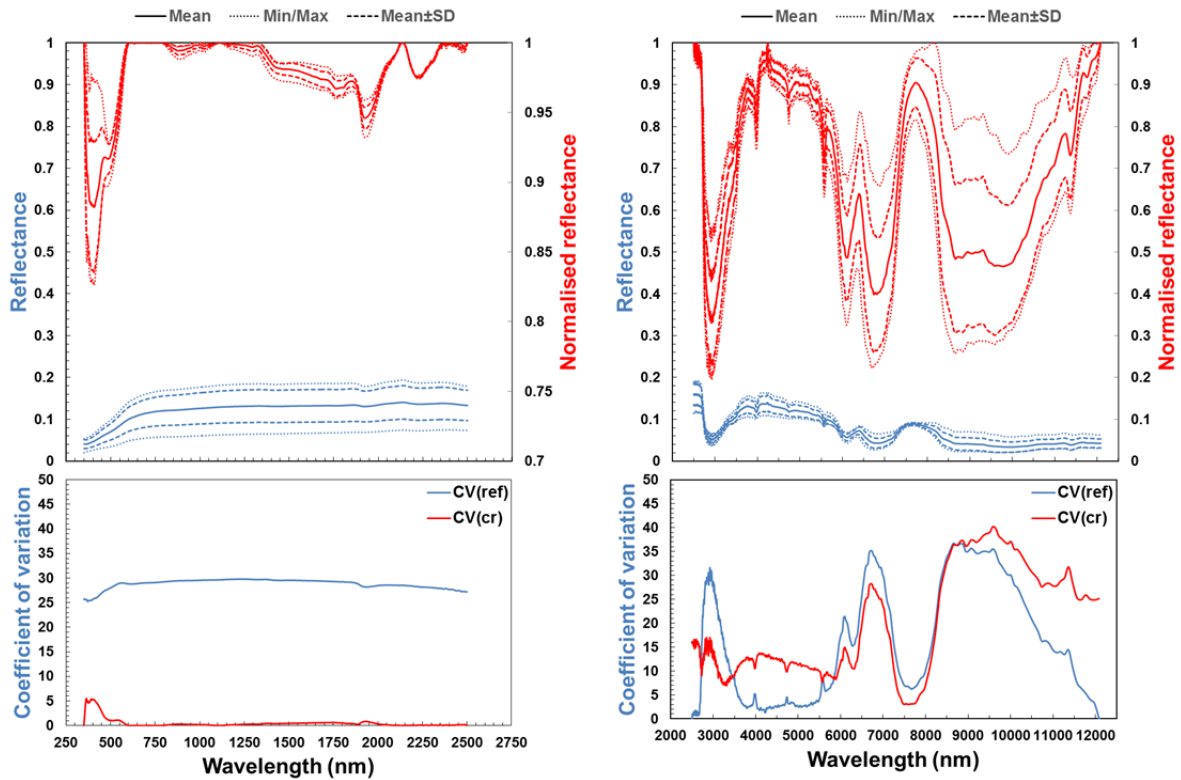 Mean Min/Max Mean±SD
1 0.9 0.8 0.7 0.6 0.5 0.4 0.3 0.2 0.1 0
Reflectance
1 0.95 0.9 0.85 0.8 0.75 0.7
Normalised reflectance
50 45 40 35 30 25 20 15 10 5 0
Coefficient of variation
CV(ref)
CV(cr)
250 500 750 1000 1250 1500 1750 2000 2250 2500 2750
Wavelength (nm)
Mean Min/Max Mean±SD
1 0.9 0.8 0.7 0.6 0.5 0.4 0.3 0.2 0.1 0
Reflectance
1 0.9 0.8 0.7 0.6 0.5 0.4 0.3 0.2 0.1 0
Normalised reflectance
50 45 40 35 30 25 20 15 10 5 0
Coefficient of variation
CV(ref)
CV(cr)
2000 3000 4000 5000 6000 7000 8000 9000 10000 11000 12000
Wavelength (nm)